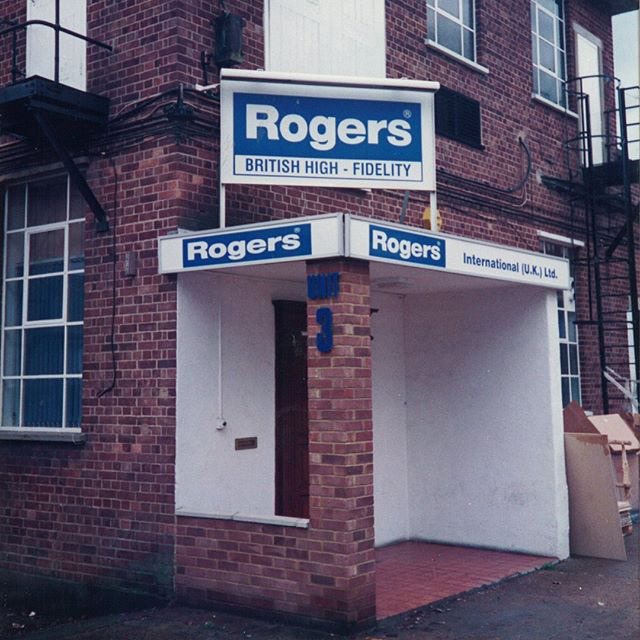 Rogers®
BRITISH HIGH - FIDELITY
Rogers®
Rogers®
International (U.K.) Ltd.
UNIT
3